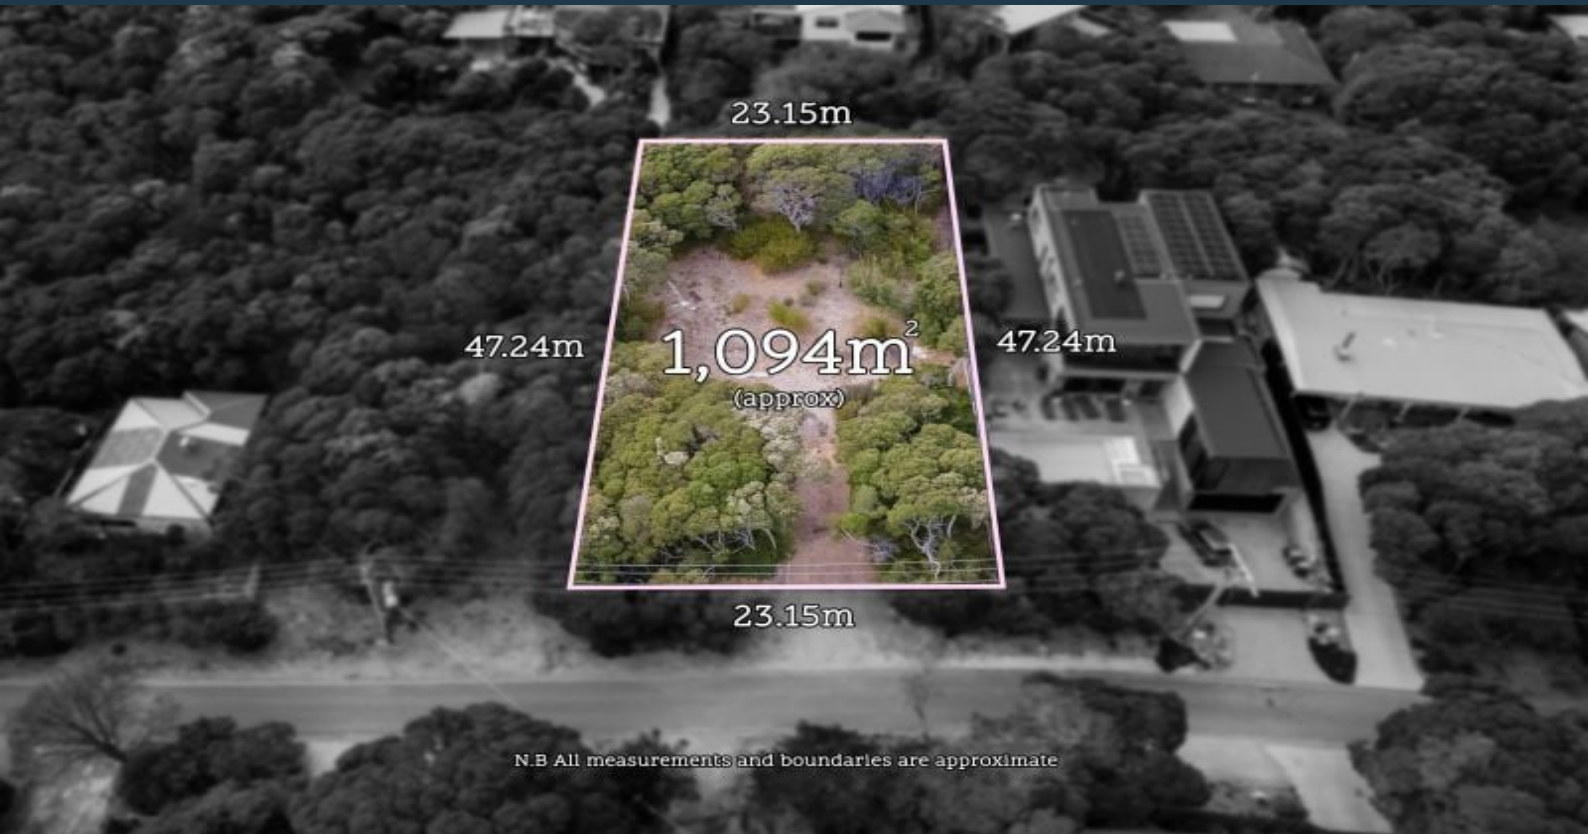 23.15m
47.24m
1,094m²
47.24m
(approx)
23.15m
N.B All measurements and boundaries are approximate